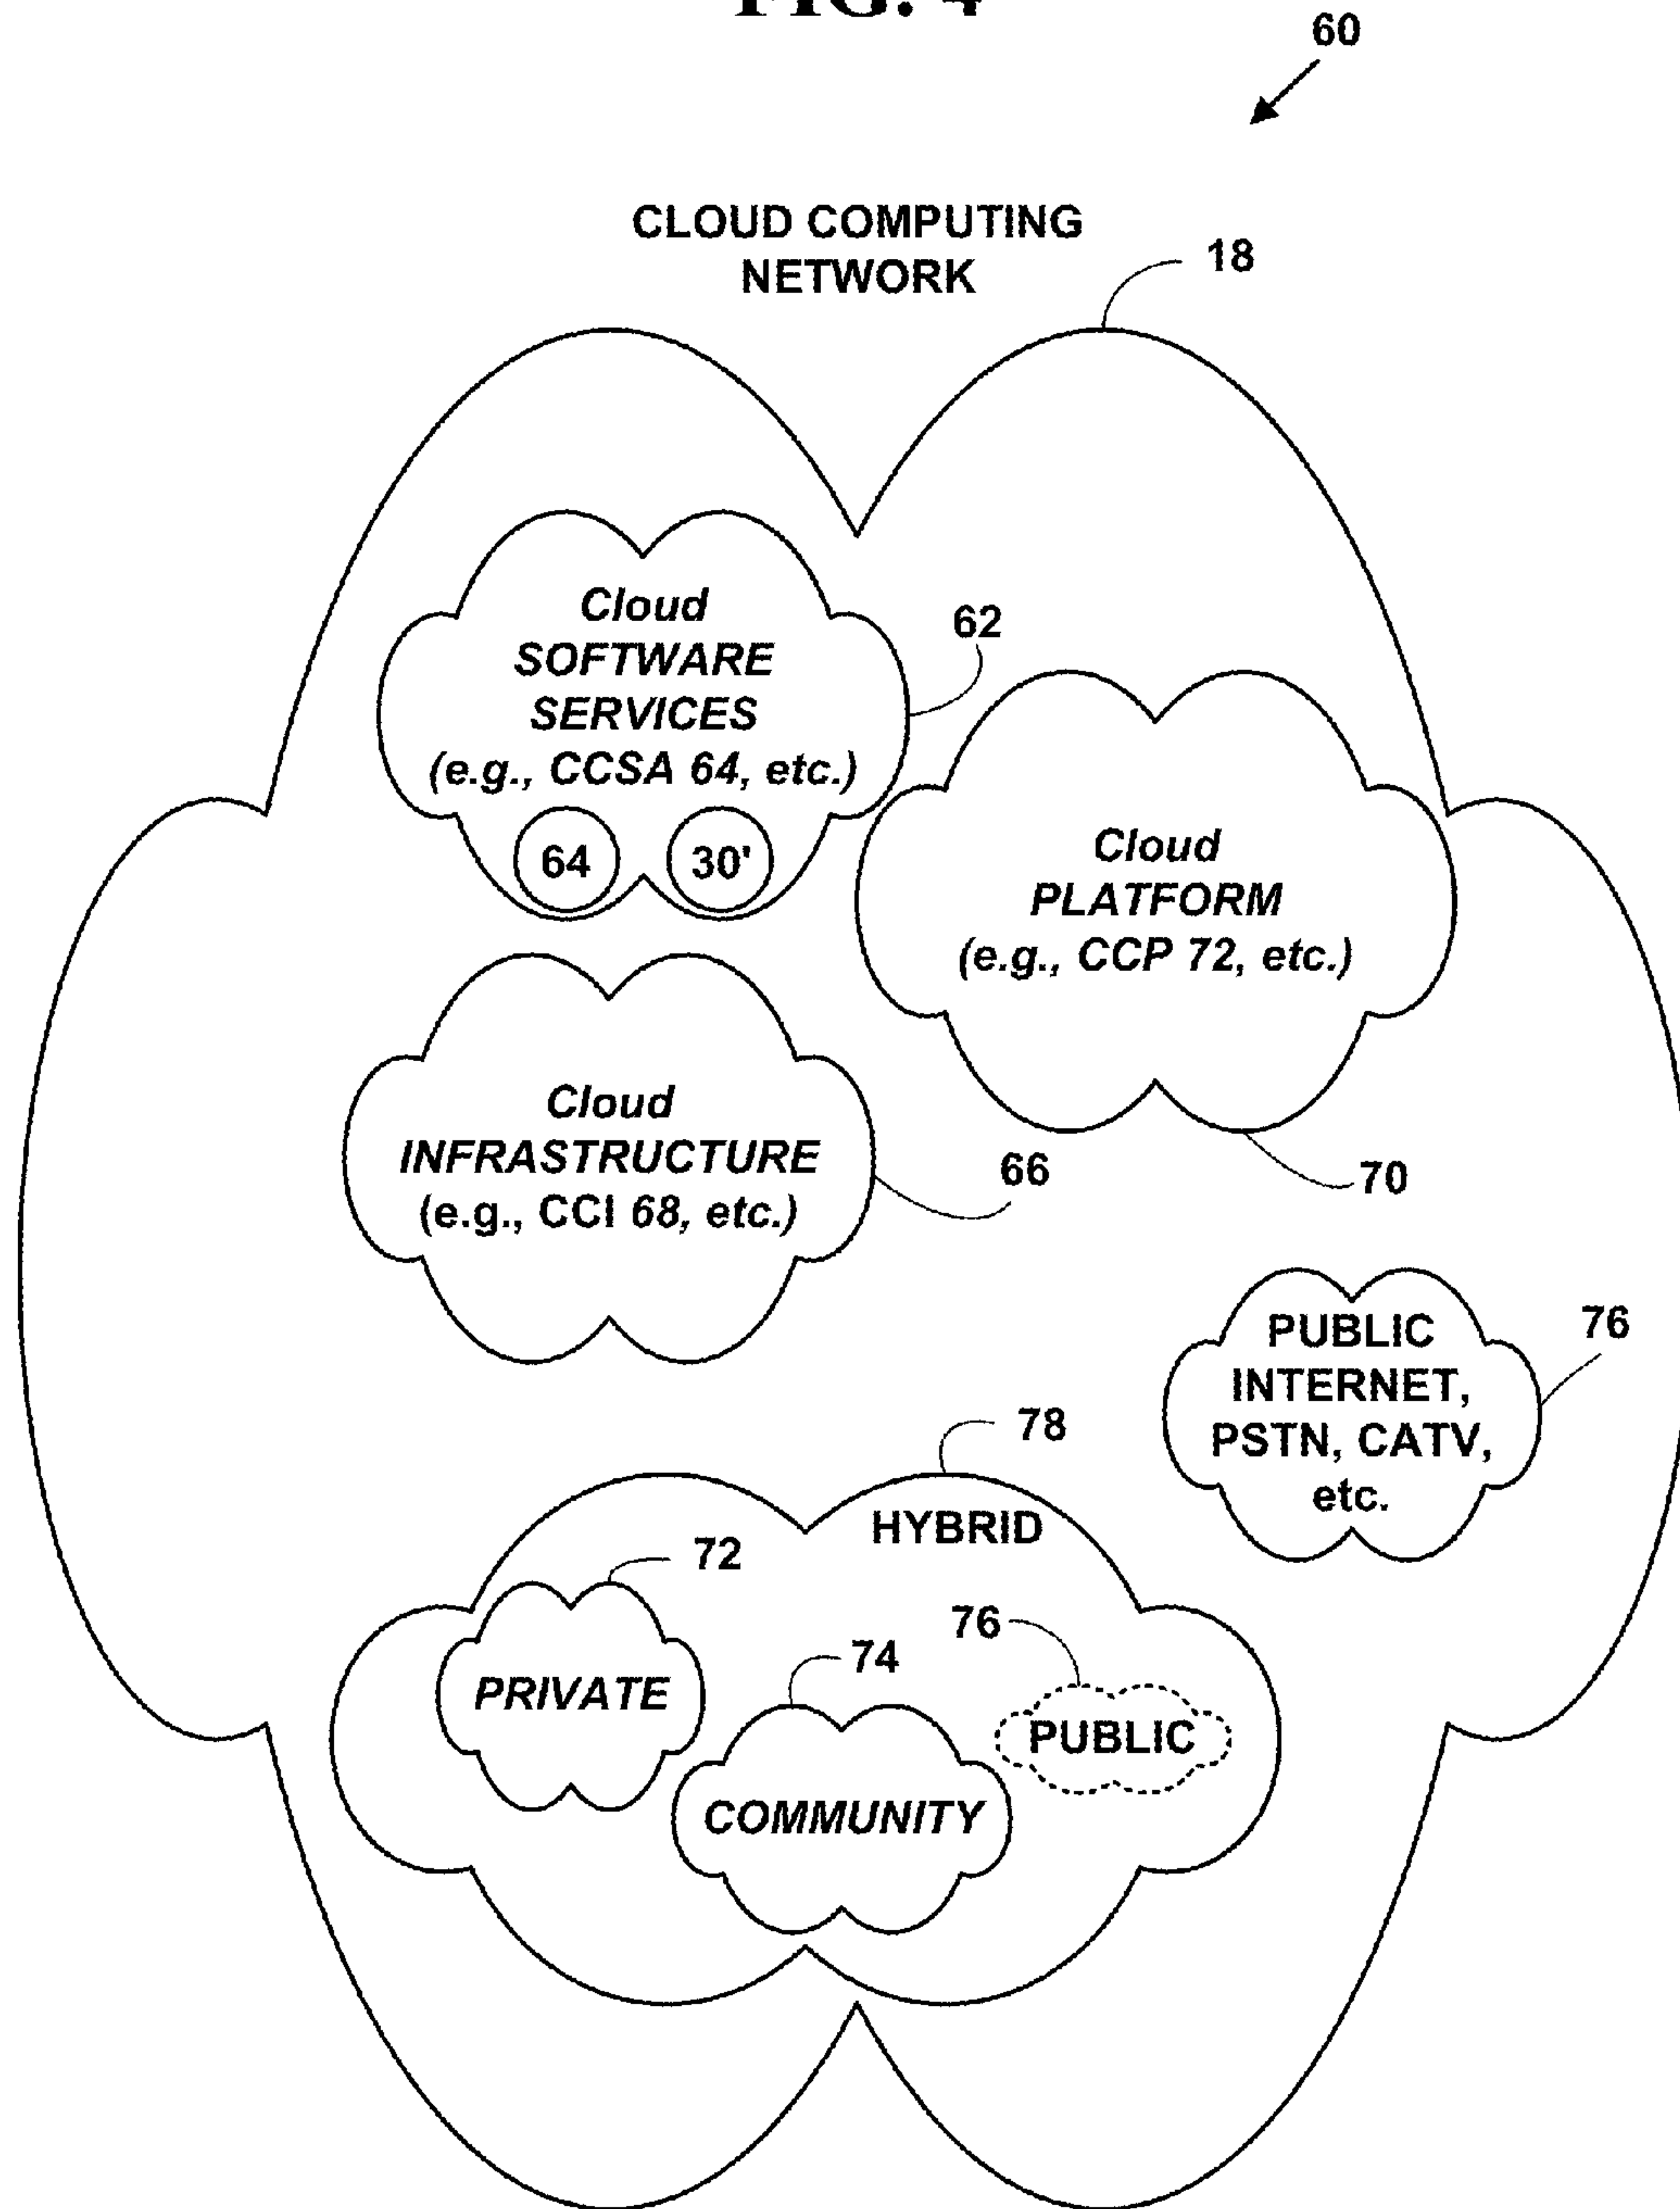 FIG. 4
60
CLOUD COMPUTING
NETWORK
18
Cloud
SOFTWARE
SERVICES
(e.g., CCSA 64, etc.)
64
30'
62
Cloud
PLATFORM
(e.g., CCP 72, etc.)
70
Cloud
INFRASTRUCTURE
(e.g., CCI 68, etc.)
66
PUBLIC
INTERNET,
PSTN, CATV,
etc.
76
78
HYBRID
72
PRIVATE
74
COMMUNITY
76
PUBLIC